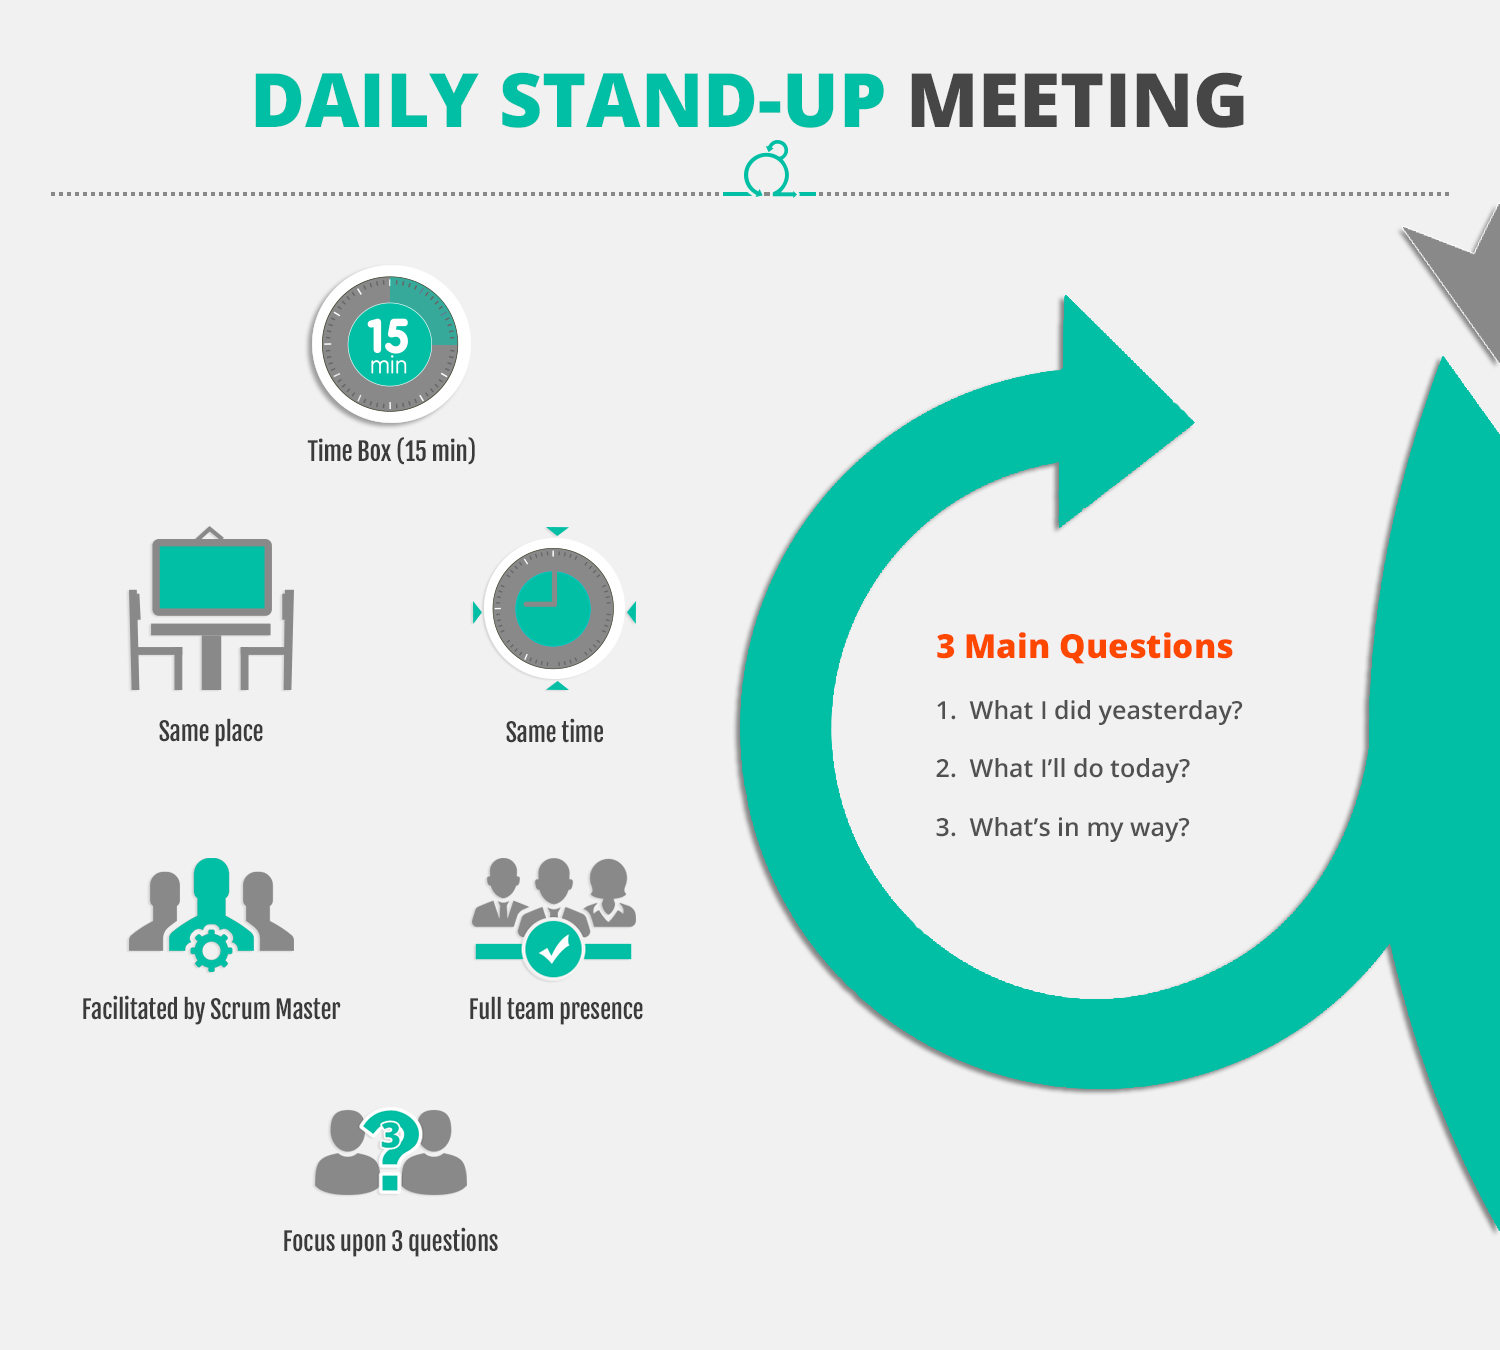 DAILY STAND-UP MEETING
15
min
Time Box (15 min)
Same place
Same time
Facilitated by Scrum Master
Full team presence
3
Focus upon 3 questions
3 Main Questions
1. What I did yeasterday?
2. What I’ll do today?
3. What’s in my way?